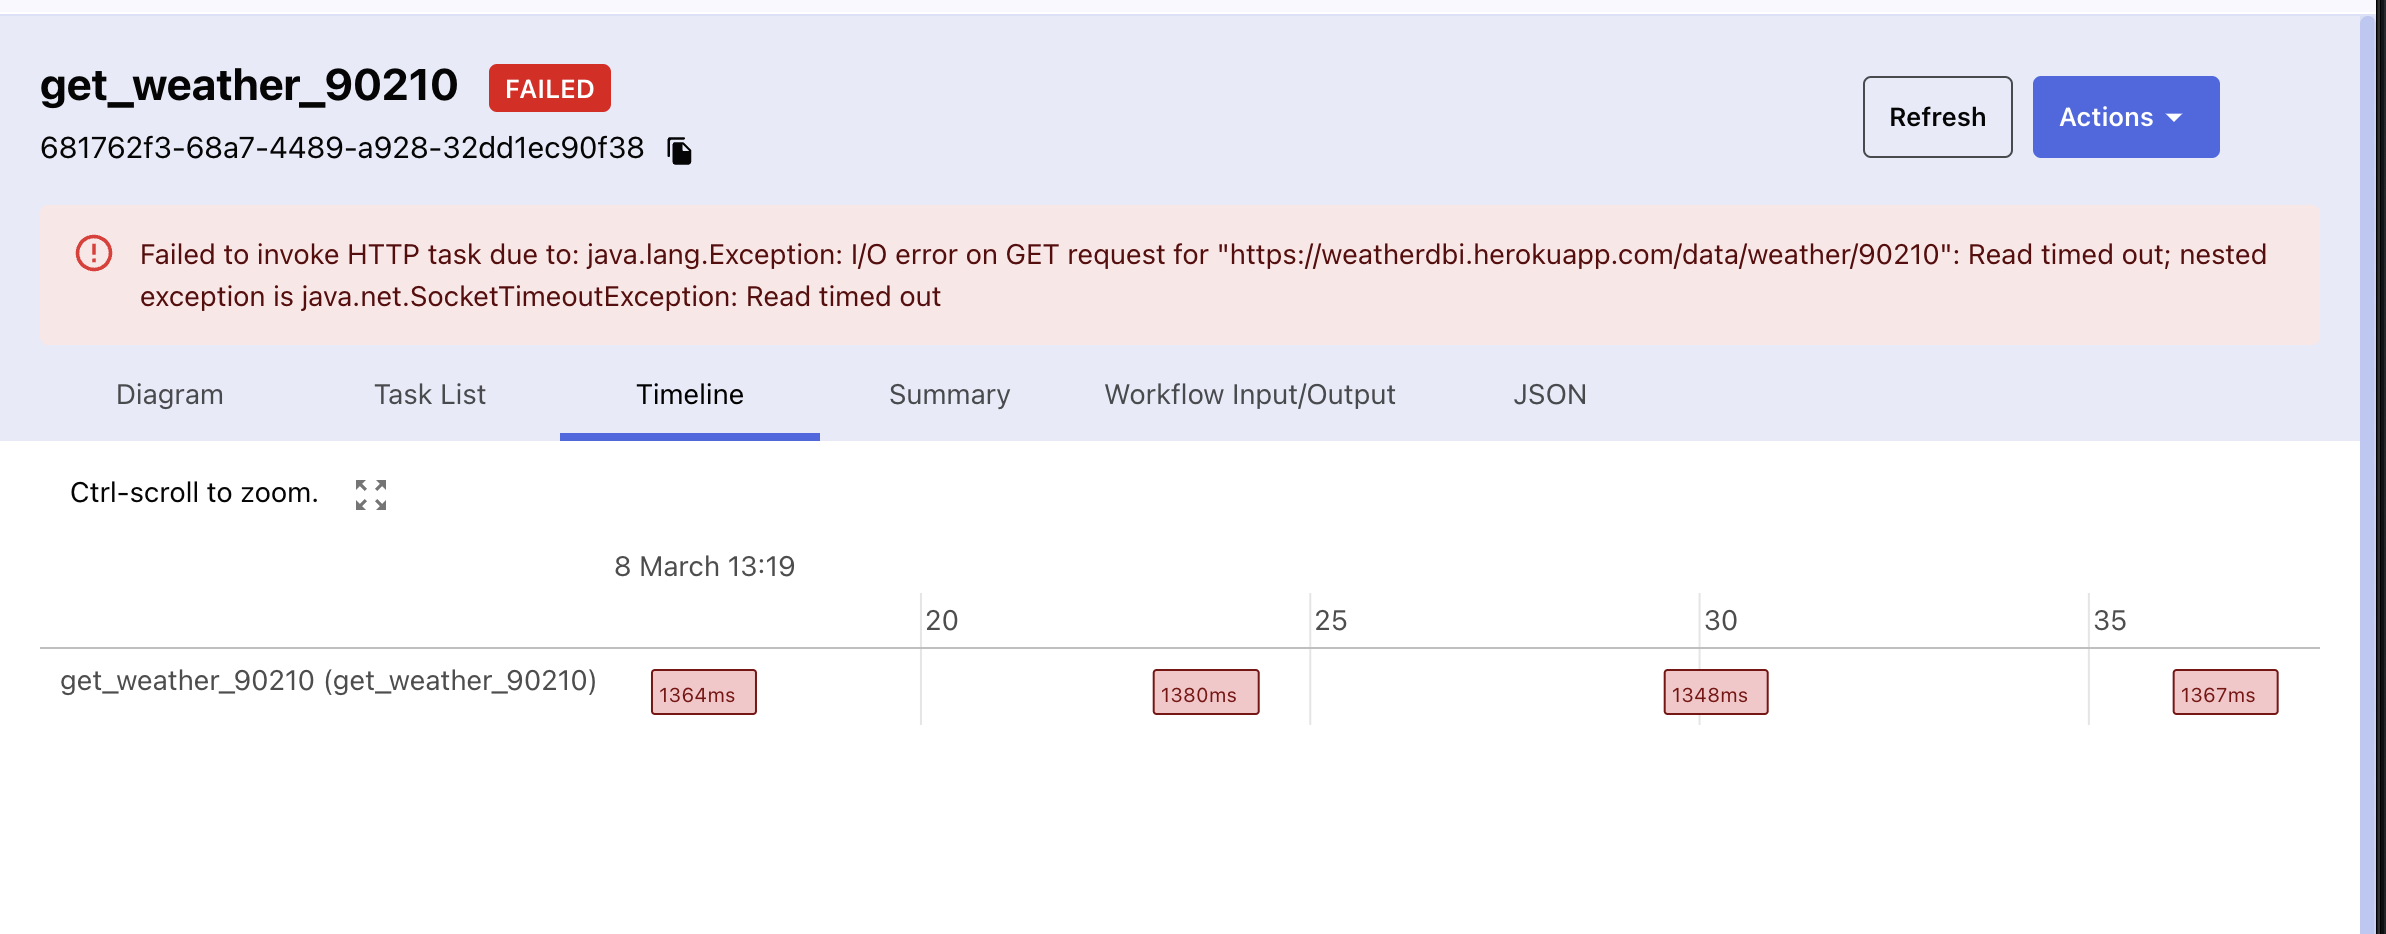 get_weather_90210 FAILED
681762f3-68a7-4489-a928-32dd1ec90f38
Refresh
Actions
Failed to invoke HTTP task due to: java.lang.Exception: I/O error on GET request for "https://weatherdbi.herokuapp.com/data/weather/90210": Read timed out; nested
exception is java.net.SocketTimeoutException: Read timed out
Diagram Task List Timeline Summary Workflow Input/Output JSON
Ctrl-scroll to zoom.
8 March 13:19
20 25 30 35
get_weather_90210 (get_weather_90210) 1364ms 1380ms 1348ms 1367ms